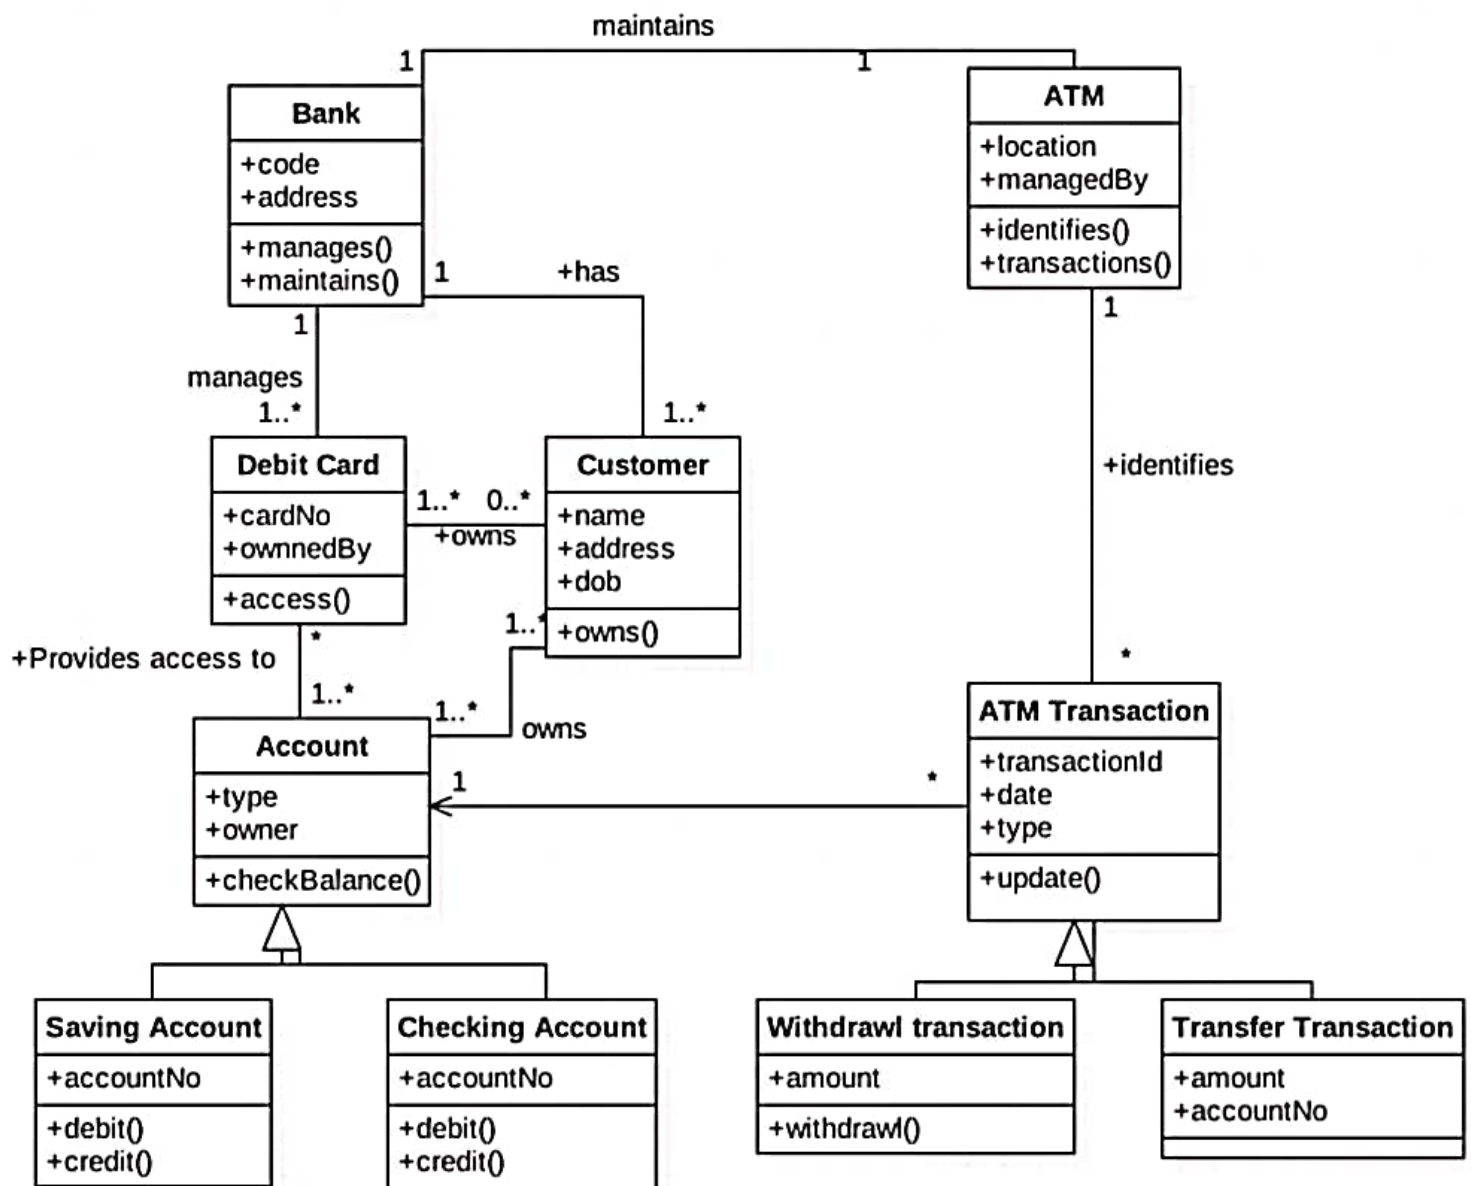 maintains
1
1
Bank
+code
+address
+manages()
+maintains()
ATM
+location
+managedBy
+identifies()
+transactions()
1
+has
1
1
manages
1..*
1..*
Debit Card
+cardNo
+ownnedBy
+access()
1..*
0..*
+owns
Customer
+name
+address
+dob
+owns()
+identifies
*
+Provides access to
1..*
1..*
1..*
owns
*
Account
+type
+owner
+checkBalance()
1
*
ATM Transaction
+transactionId
+date
+type
+update()
Saving Account
+accountNo
+debit()
+credit()
Checking Account
+accountNo
+debit()
+credit()
Withdrawl transaction
+amount
+withdrawl()
Transfer Transaction
+amount
+accountNo